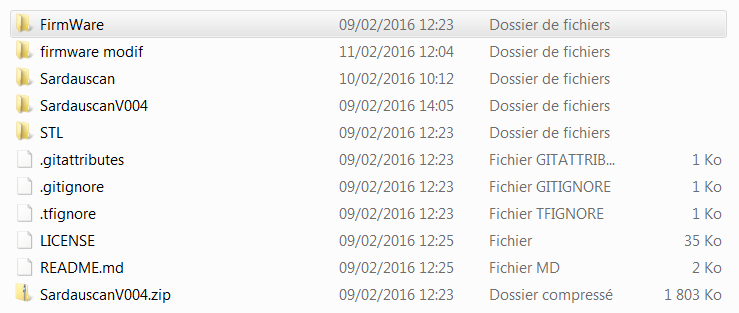 FirmWare 09/02/2016 12:23 Dossier de fichiers
firmware modif 11/02/2016 12:04 Dossier de fichiers
Sardauscan 10/02/2016 10:12 Dossier de fichiers
SardauscanV004 09/02/2016 14:05 Dossier de fichiers
STL 09/02/2016 12:23 Dossier de fichiers
.gitattributes 09/02/2016 12:23 Fichier GITATTRIB... 1 Ko
.gitignore 09/02/2016 12:23 Fichier GITIGNORE 1 Ko
.tfignore 09/02/2016 12:23 Fichier TFIGNORE 1 Ko
LICENSE 09/02/2016 12:25 Fichier 35 Ko
README.md 09/02/2016 12:25 Fichier MD 2 Ko
SardauscanV004.zip 09/02/2016 12:25 Dossier compressé 1 803 Ko